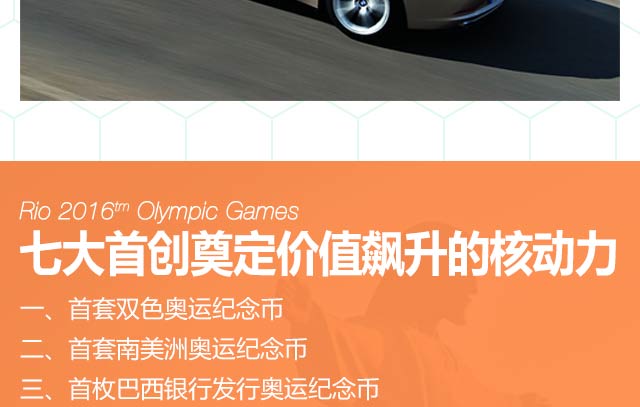 Rio 2016tm Olympic Games
七大首创奠定价值飙升的核动力
一、首套双色奥运纪念币
二、首套南美洲奥运纪念币
三、首枚巴西银行发行奥运纪念币